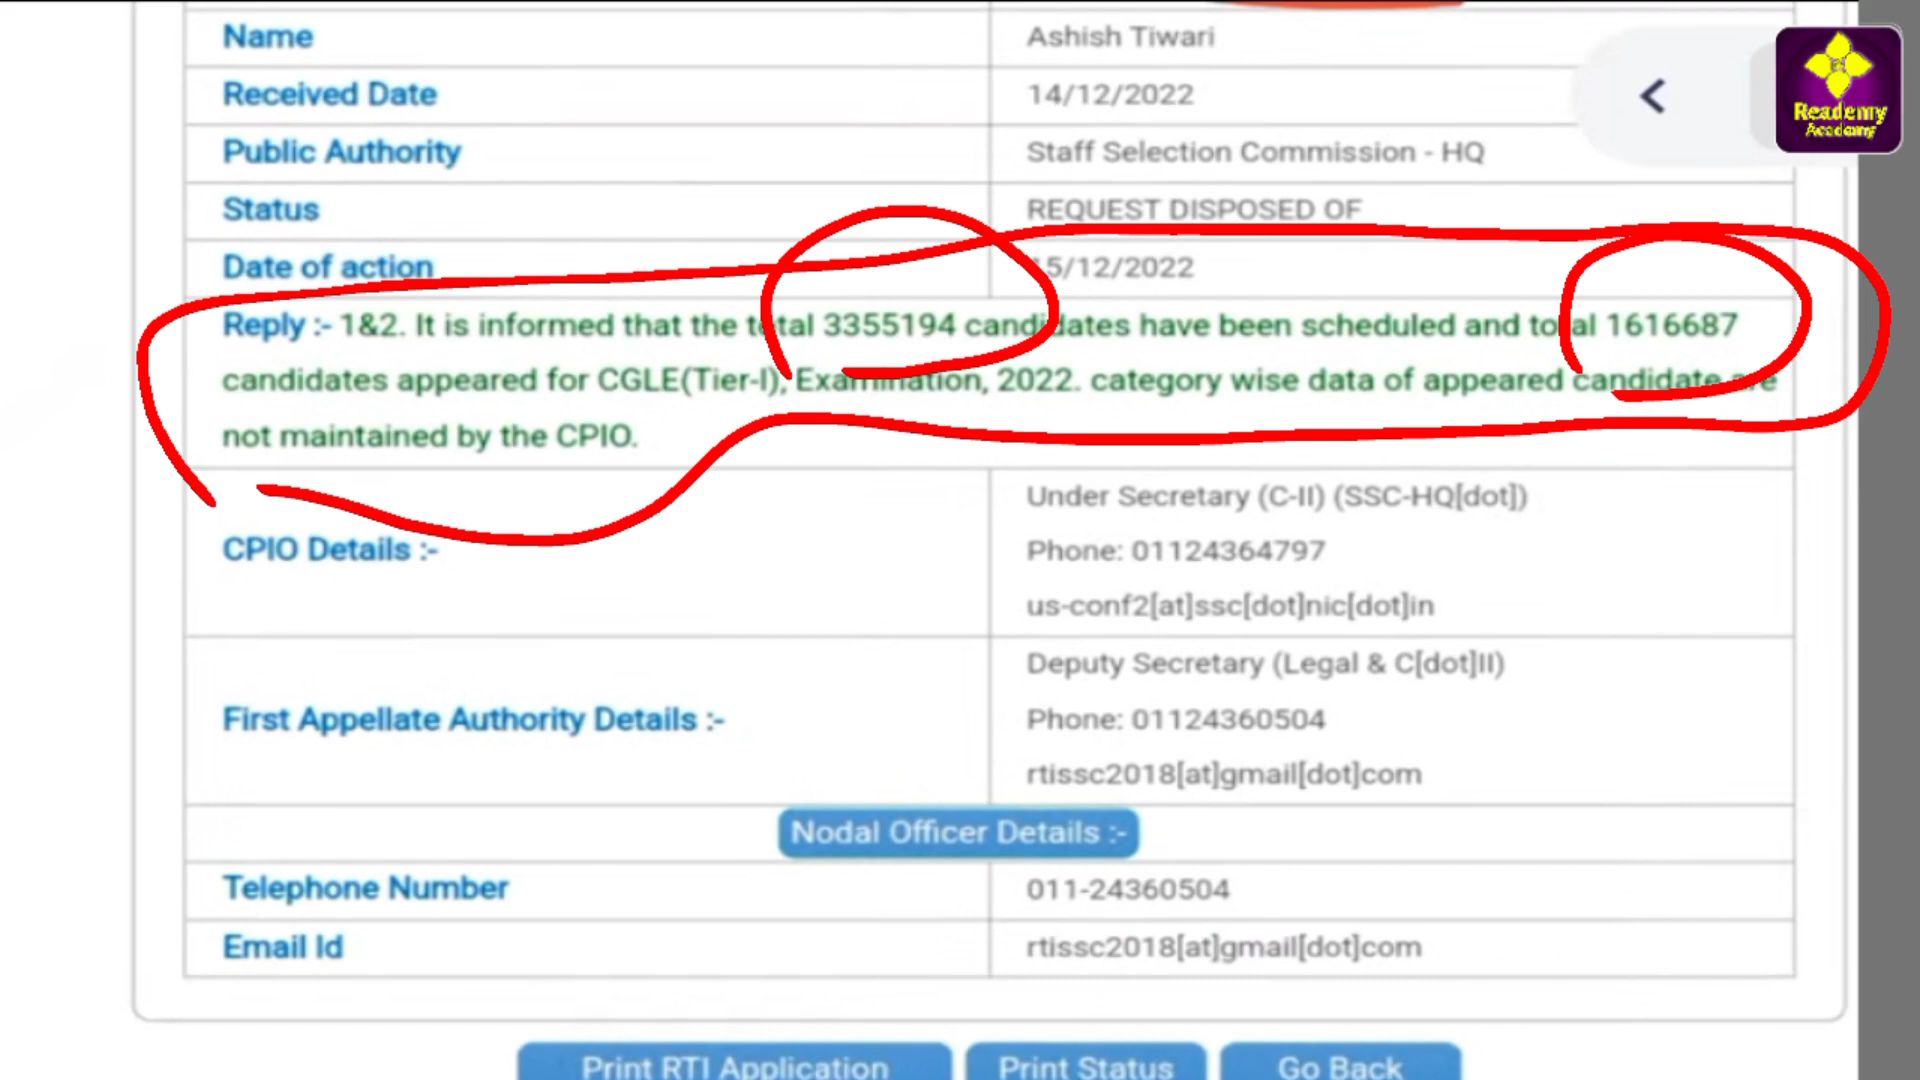 Name Ashish Tiwari
Received Date 14/12/2022
Public Authority Staff Selection Commission - HQ
Status REQUEST DISPOSED OF
Date of action 15/12/2022
Reply :- 1&2. It is informed that the total 3355194 candidates have been scheduled and total 1616687
candidates appeared for CGLE(Tier-I), Examination, 2022. category wise data of appeared candidate are
not maintained by the CPIO.
CPIO Details :- Under Secretary (C-II) (SSC-HQ[dot])
Phone: 01124364797
us-conf2[at]ssc[dot]nic[dot]in
First Appellate Authority Details :- Deputy Secretary (Legal & C[dot]II)
Phone: 01124360504
rtissc2018[at]gmail[dot]com
Nodal Officer Details :-
Telephone Number 011-24360504
Email Id rtissc2018[at]gmail[dot]com
Print RTI Application Print Status Go Back
Reademy
Academy